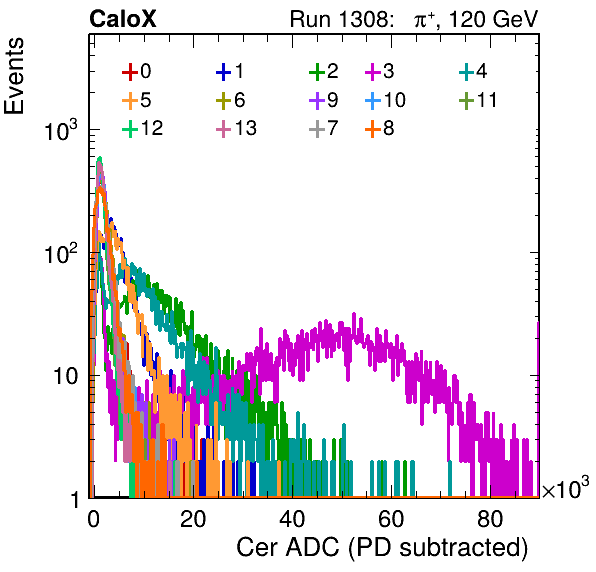 CaloX Run 1308: π⁺, 120 GeV
Events
0 1 2 3 4
5 6 9 10 11
12 13 7 8
10³
10²
10
1
0 20 40 60 80 ×10³
Cer ADC (PD subtracted)